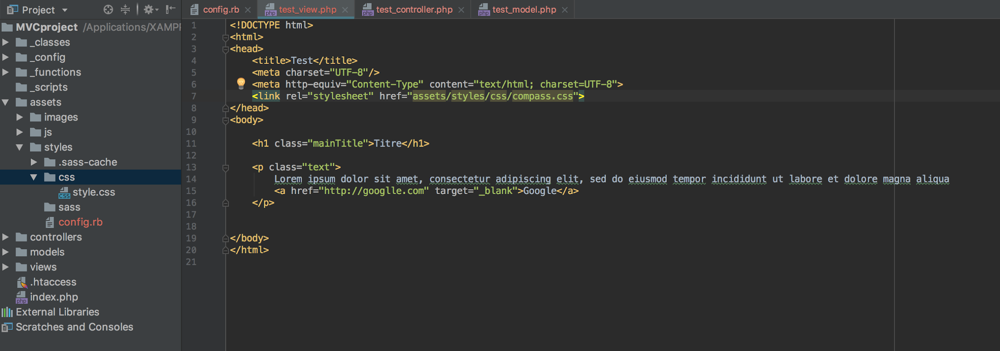 Project
MVCproject /Applications/XAMPP
_classes
_config
_functions
_scripts
assets
images
js
styles
.sass-cache
css
style.css
sass
config.rb
controllers
models
views
.htaccess
index.php
External Libraries
Scratches and Consoles
config.rb test_view.php test_controller.php test_model.php
1 <!DOCTYPE html>
2 <html>
3 <head>
4 <title>Test</title>
5 <meta charset="UTF-8"/>
6 <meta http-equiv="Content-Type" content="text/html; charset=UTF-8">
7 <link rel="stylesheet" href="assets/styles/css/compass.css">
8 </head>
9 <body>
10
11 <h1 class="mainTitle">Titre</h1>
12
13 <p class="text">
14 Lorem ipsum dolor sit amet, consectetur adipiscing elit, sed do eiusmod tempor incididunt ut labore et dolore magna aliqua
15 <a href="http://googlle.com" target="_blank">Google</a>
16 </p>
17
18
19 </body>
20 </html>
21